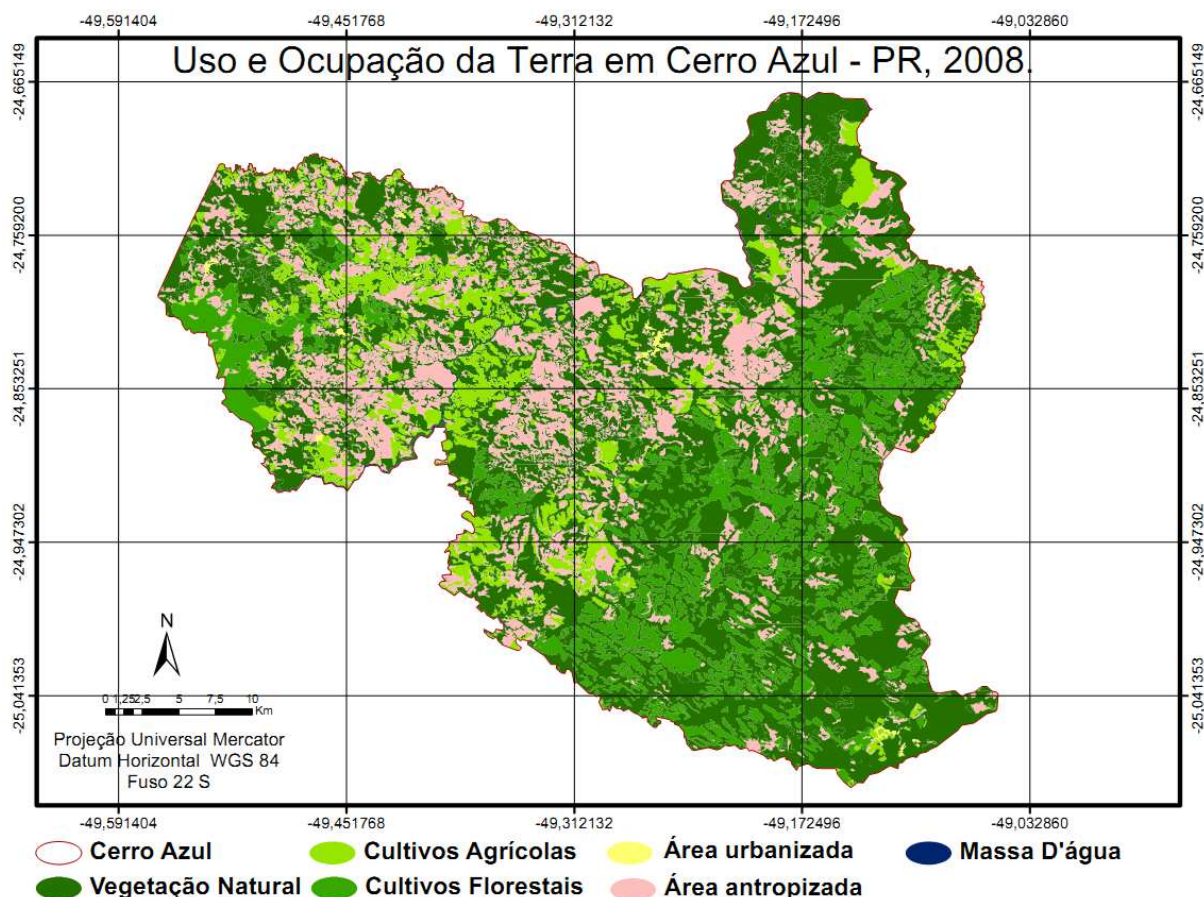 -49,591404 -49,451768 -49,312132 -49,172496 -49,032860
Uso e Ocupação da Terra em Cerro Azul - PR, 2008.
-24,665149 -24,665149
-24,759200 -24,759200
-24,853251 -24,853251
-24,947302 -24,947302
N
-25,041353 -25,041353
0 1,25 2,5 5 7,5 10
Km
Projeção Universal Mercator
Datum Horizontal WGS 84
Fuso 22 S
-49,591404 -49,451768 -49,312132 -49,172496 -49,032860
Cerro Azul Cultivos Agrícolas Área urbanizada Massa D'água
Vegetação Natural Cultivos Florestais Área antropizada